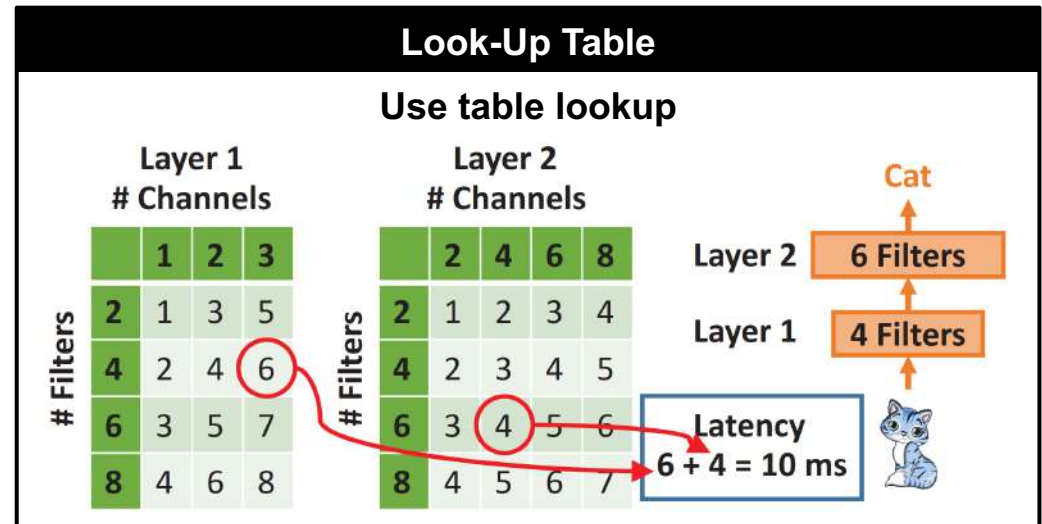 Look-Up Table
Use table lookup
Layer 1
# Channels
# Filters
1 2 3
2 1 3 5
4 2 4 6
6 3 5 7
8 4 6 8
Layer 2
# Channels
# Filters
2 4 6 8
2 1 2 3 4
4 2 3 4 5
6 3 4 5 6
8 4 5 6 7
Cat
Layer 2 6 Filters
Layer 1 4 Filters
Latency
6 + 4 = 10 ms